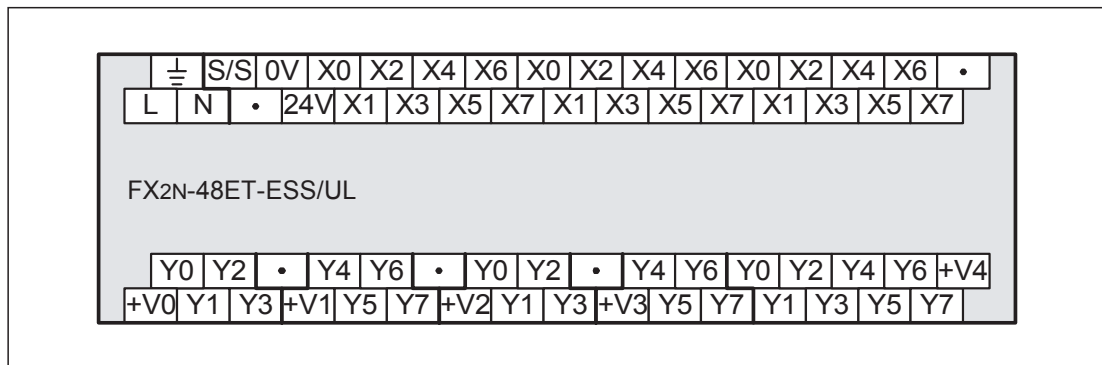 ⏚ S/S 0V X0 X2 X4 X6 X0 X2 X4 X6 X0 X2 X4 X6 •
L N • 24V X1 X3 X5 X7 X1 X3 X5 X7 X1 X3 X5 X7
FX2N-48ET-ESS/UL
Y0 Y2 • Y4 Y6 • Y0 Y2 • Y4 Y6 Y0 Y2 Y4 Y6 +V4
+V0 Y1 Y3 +V1 Y5 Y7 +V2 Y1 Y3 +V3 Y5 Y7 Y1 Y3 Y5 Y7